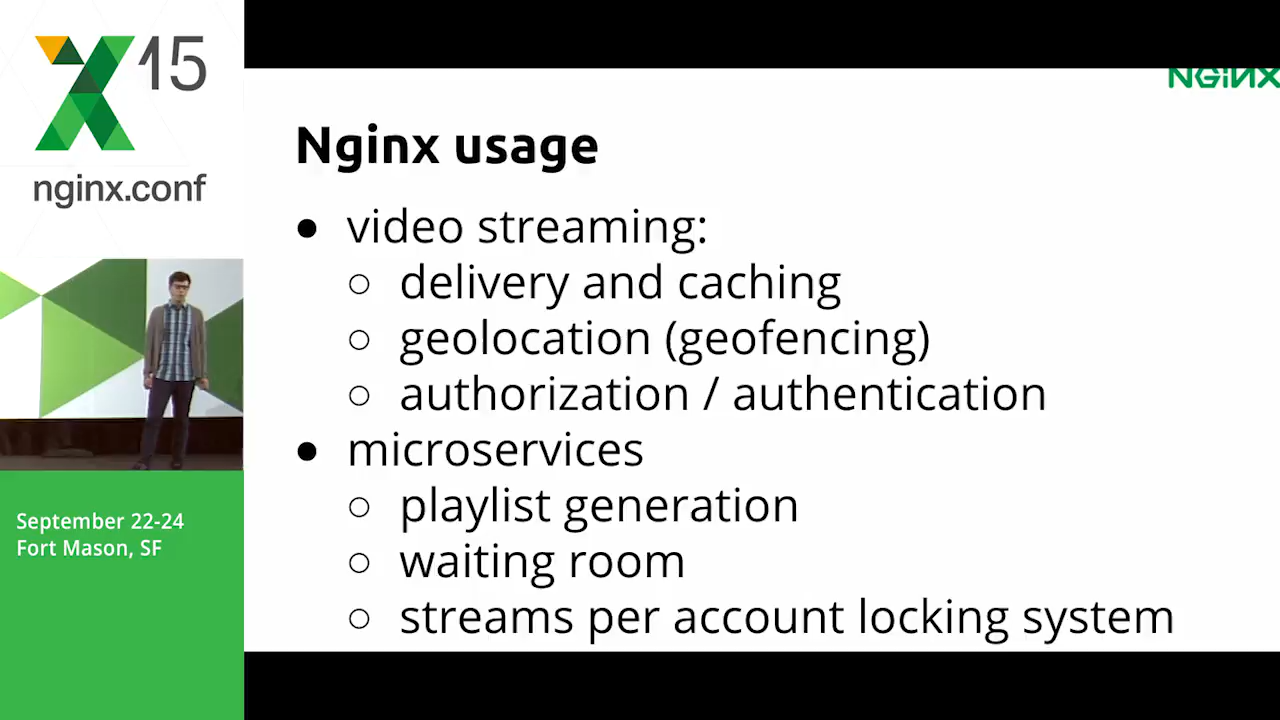 15
nginx.conf
September 22-24
Fort Mason, SF
NGINX
Nginx usage
● video streaming:
○ delivery and caching
○ geolocation (geofencing)
○ authorization / authentication
● microservices
○ playlist generation
○ waiting room
○ streams per account locking system